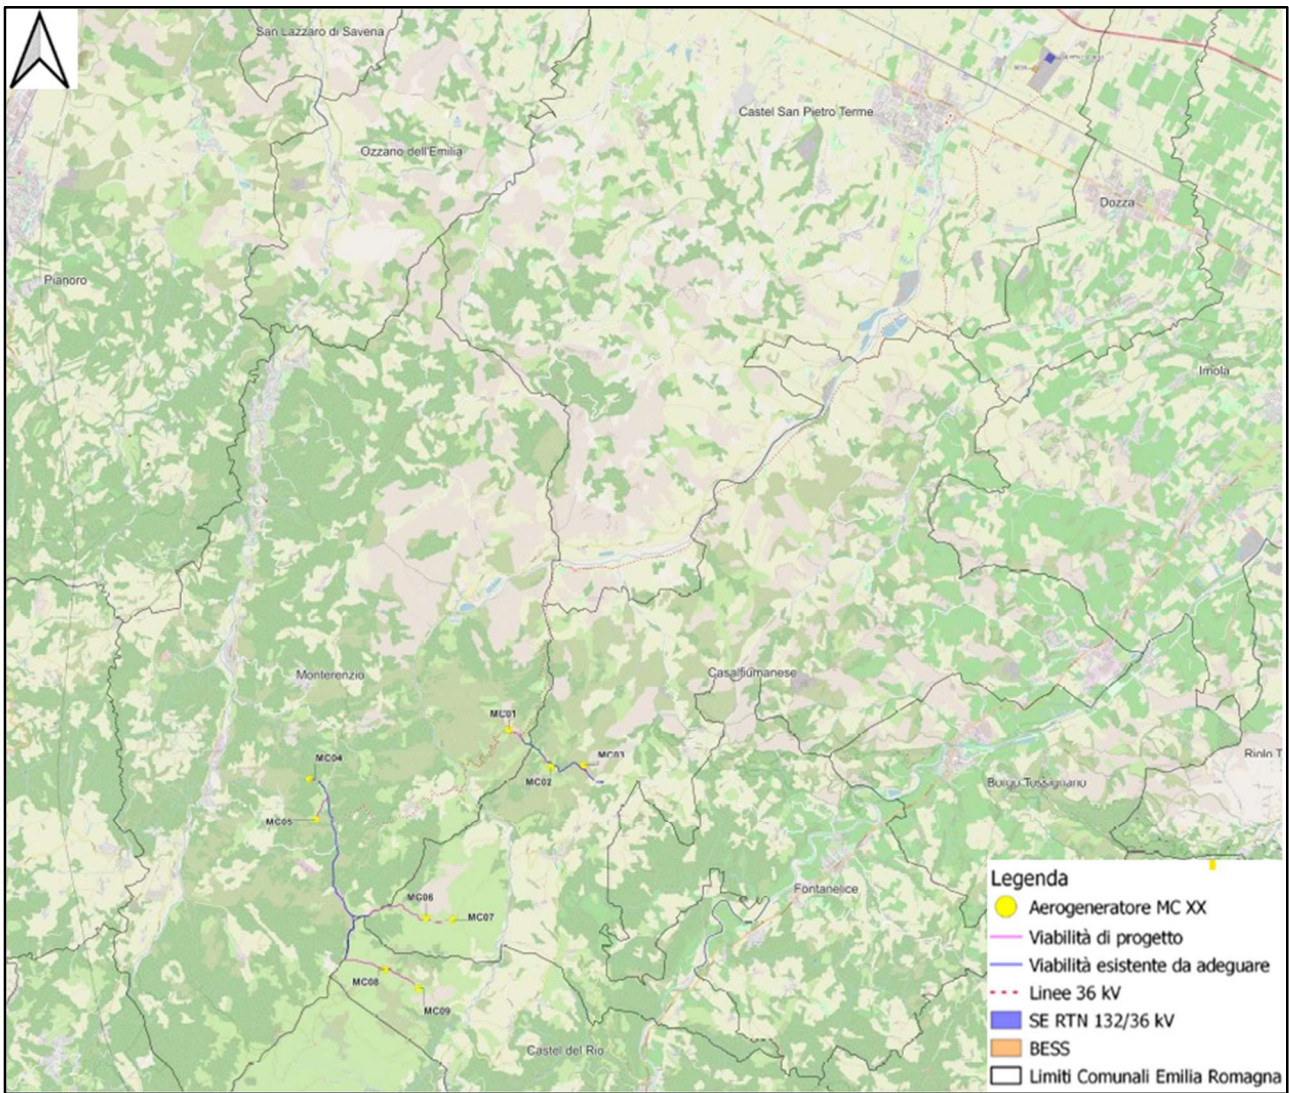 San Lazzaro di Savena
Castel San Pietro Terme
Ozzano dell'Emilia
Dozza
Pianoro
Imola
Monterenzio
Casalfiumanese
MC01
MC03
MC04
MC02
Riolo T
Borgo Tossignano
MC05
Fontanelice
MC06
MC07
MC08
MC09
Castel del Rio
Legenda
Aerogeneratore MC XX
Viabilità di progetto
Viabilità esistente da adeguare
Linee 36 kV
SE RTN 132/36 kV
BESS
Limiti Comunali Emilia Romagna